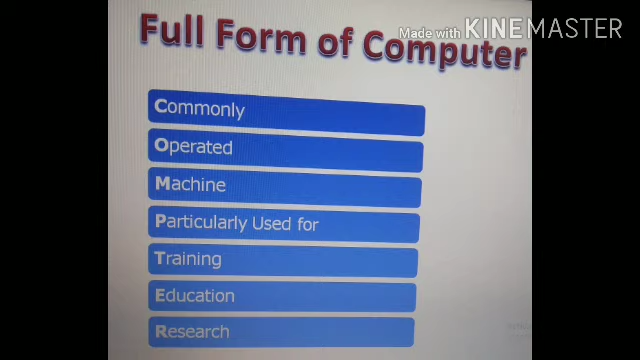 Full Form of Computer
Made with KINEMASTER
Commonly
Operated
Machine
Particularly Used for
Training
Education
Research